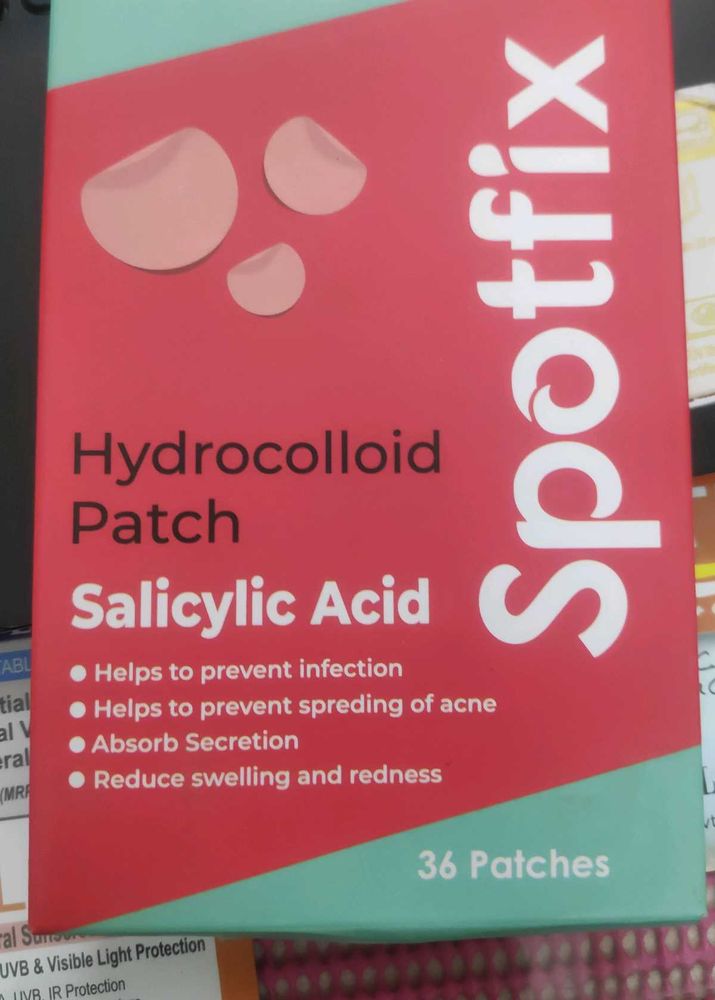 Spotfix
Hydrocolloid
Patch
Salicylic Acid
● Helps to prevent infection
● Helps to prevent spreding of acne
● Absorb Secretion
● Reduce swelling and redness
36 Patches
UVB & Visible Light Protection
UVB, IR Protection